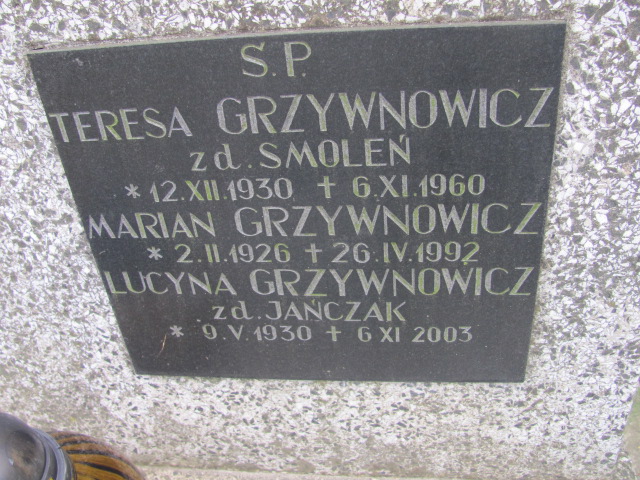 S.P.
TERESA GRZYWNOWICZ
zd. SMOLEŃ
* 12.XII.1930 + 6.XI.1960
MARIAN GRZYWNOWICZ
* 2.II.1926 + 26.IV.1992
LUCYNA GRZYWNOWICZ
zd. JAŃCZAK
* 9.V.1930 + 6 XI 2003